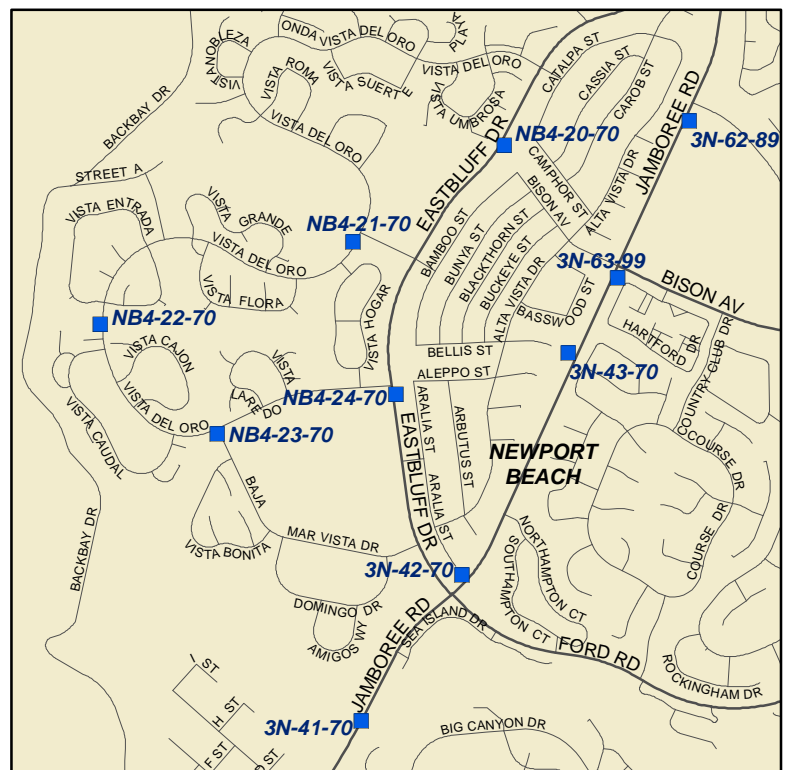 ONDA
VISTA DEL ORO
PLAYA
VISTA NOBLEZA
VISTA
ROMA
VISTA
SUERTE
VISTA DEL ORO
CATALPA ST
CASSIA ST
CAROB ST
JAMBOREE RD
VISTA UMBROSA
BACKBAY DR
VISTA DEL ORO
EASTBLUFF DR
NB4-20-70
3N-62-89
STREET A
CAMPHOR ST
BISON AV
ALTA VISTA DR
VISTA ENTRADA
VISTA
GRANDE
NB4-21-70
BAMBOO ST
BUNYA ST
BLACKTHORN ST
BUCKEYE ST
ALTA VISTA DR
VISTA DEL ORO
3N-63-99
BISON AV
VISTA FLORA
VISTA HOGAR
BASSWOOD ST
NB4-22-70
HARTFORD
DR
COUNTRY CLUB DR
VISTA CAJON
BELLIS ST
3N-43-70
VISTA
LAREDO
ALEPPO ST
NB4-24-70
VISTA DEL ORO
NB4-23-70
ARALIA ST
ARBUTUS ST
VISTA CAUDAL
EASTBLUFF DR
NEWPORT
BEACH
COURSE DR
BAJA
ARALIA ST
BACKBAY DR
VISTA BONITA
MAR VISTA DR
NORTHAMPTON CT
SOUTHAMPTON CT
COURSE DR
3N-42-70
DOMINGO DR
AMIGOS WY
JAMBOREE RD
SEA ISLAND DR
FORD RD
ROCKINGHAM DR
I ST
H ST
3N-41-70
BIG CANYON DR
F ST